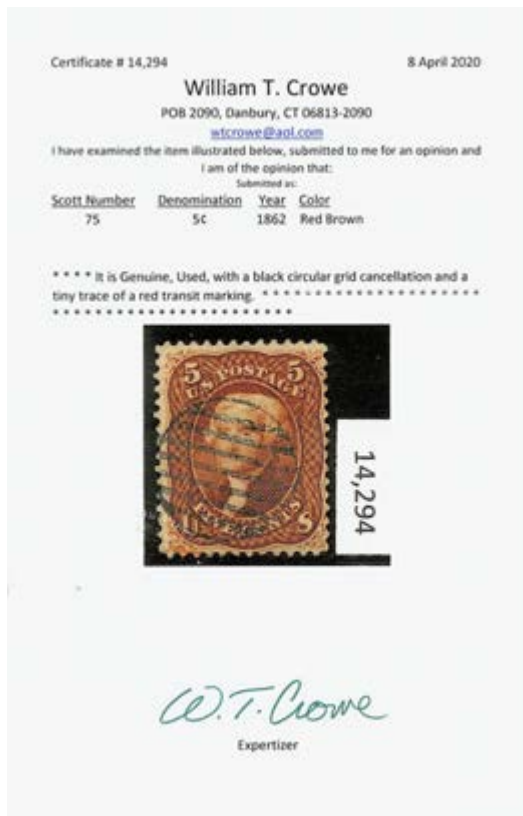 Certificate # 14,294 8 April 2020
William T. Crowe
POB 2090, Danbury, CT 06813-2090
wtcrowe@aol.com
I have examined the item illustrated below, submitted to me for an opinion and
I am of the opinion that:
Submitted as:
Scott Number Denomination Year Color
75 5¢ 1862 Red Brown
* * * * It is Genuine, Used, with a black circular grid cancellation and a
tiny trace of a red transit marking. * * * * * * * * * * * * * * * * * * * * *
* * * * * * * * * * * * * * * * * * * * * * *
5 5
U S POSTAGE
FIVE CENTS
U S
14,294
W. T. Crowe
Expertizer